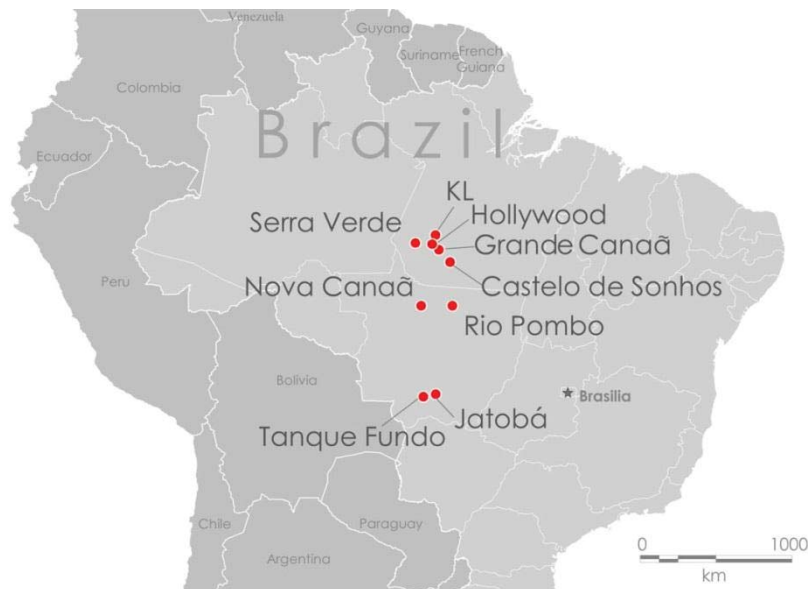 Venezuela
Guyana
Suriname
French
Guiana
Colombia
Brazil
Ecuador
KL
Serra Verde
Hollywood
Grande Canaã
Peru
Nova Canaã
Castelo de Sonhos
Rio Pombo
Bolivia
Brasilia
Jatobá
Tanque Fundo
Chile
Paraguay
Argentina
0 1000
km